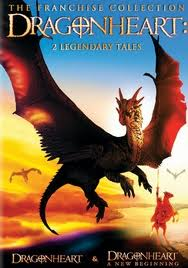 THE FRANCHISE COLLECTION
DRAGONHEART:
2 LEGENDARY TALES
DRAGONHEART & DRAGONHEART
A NEW BEGINNING